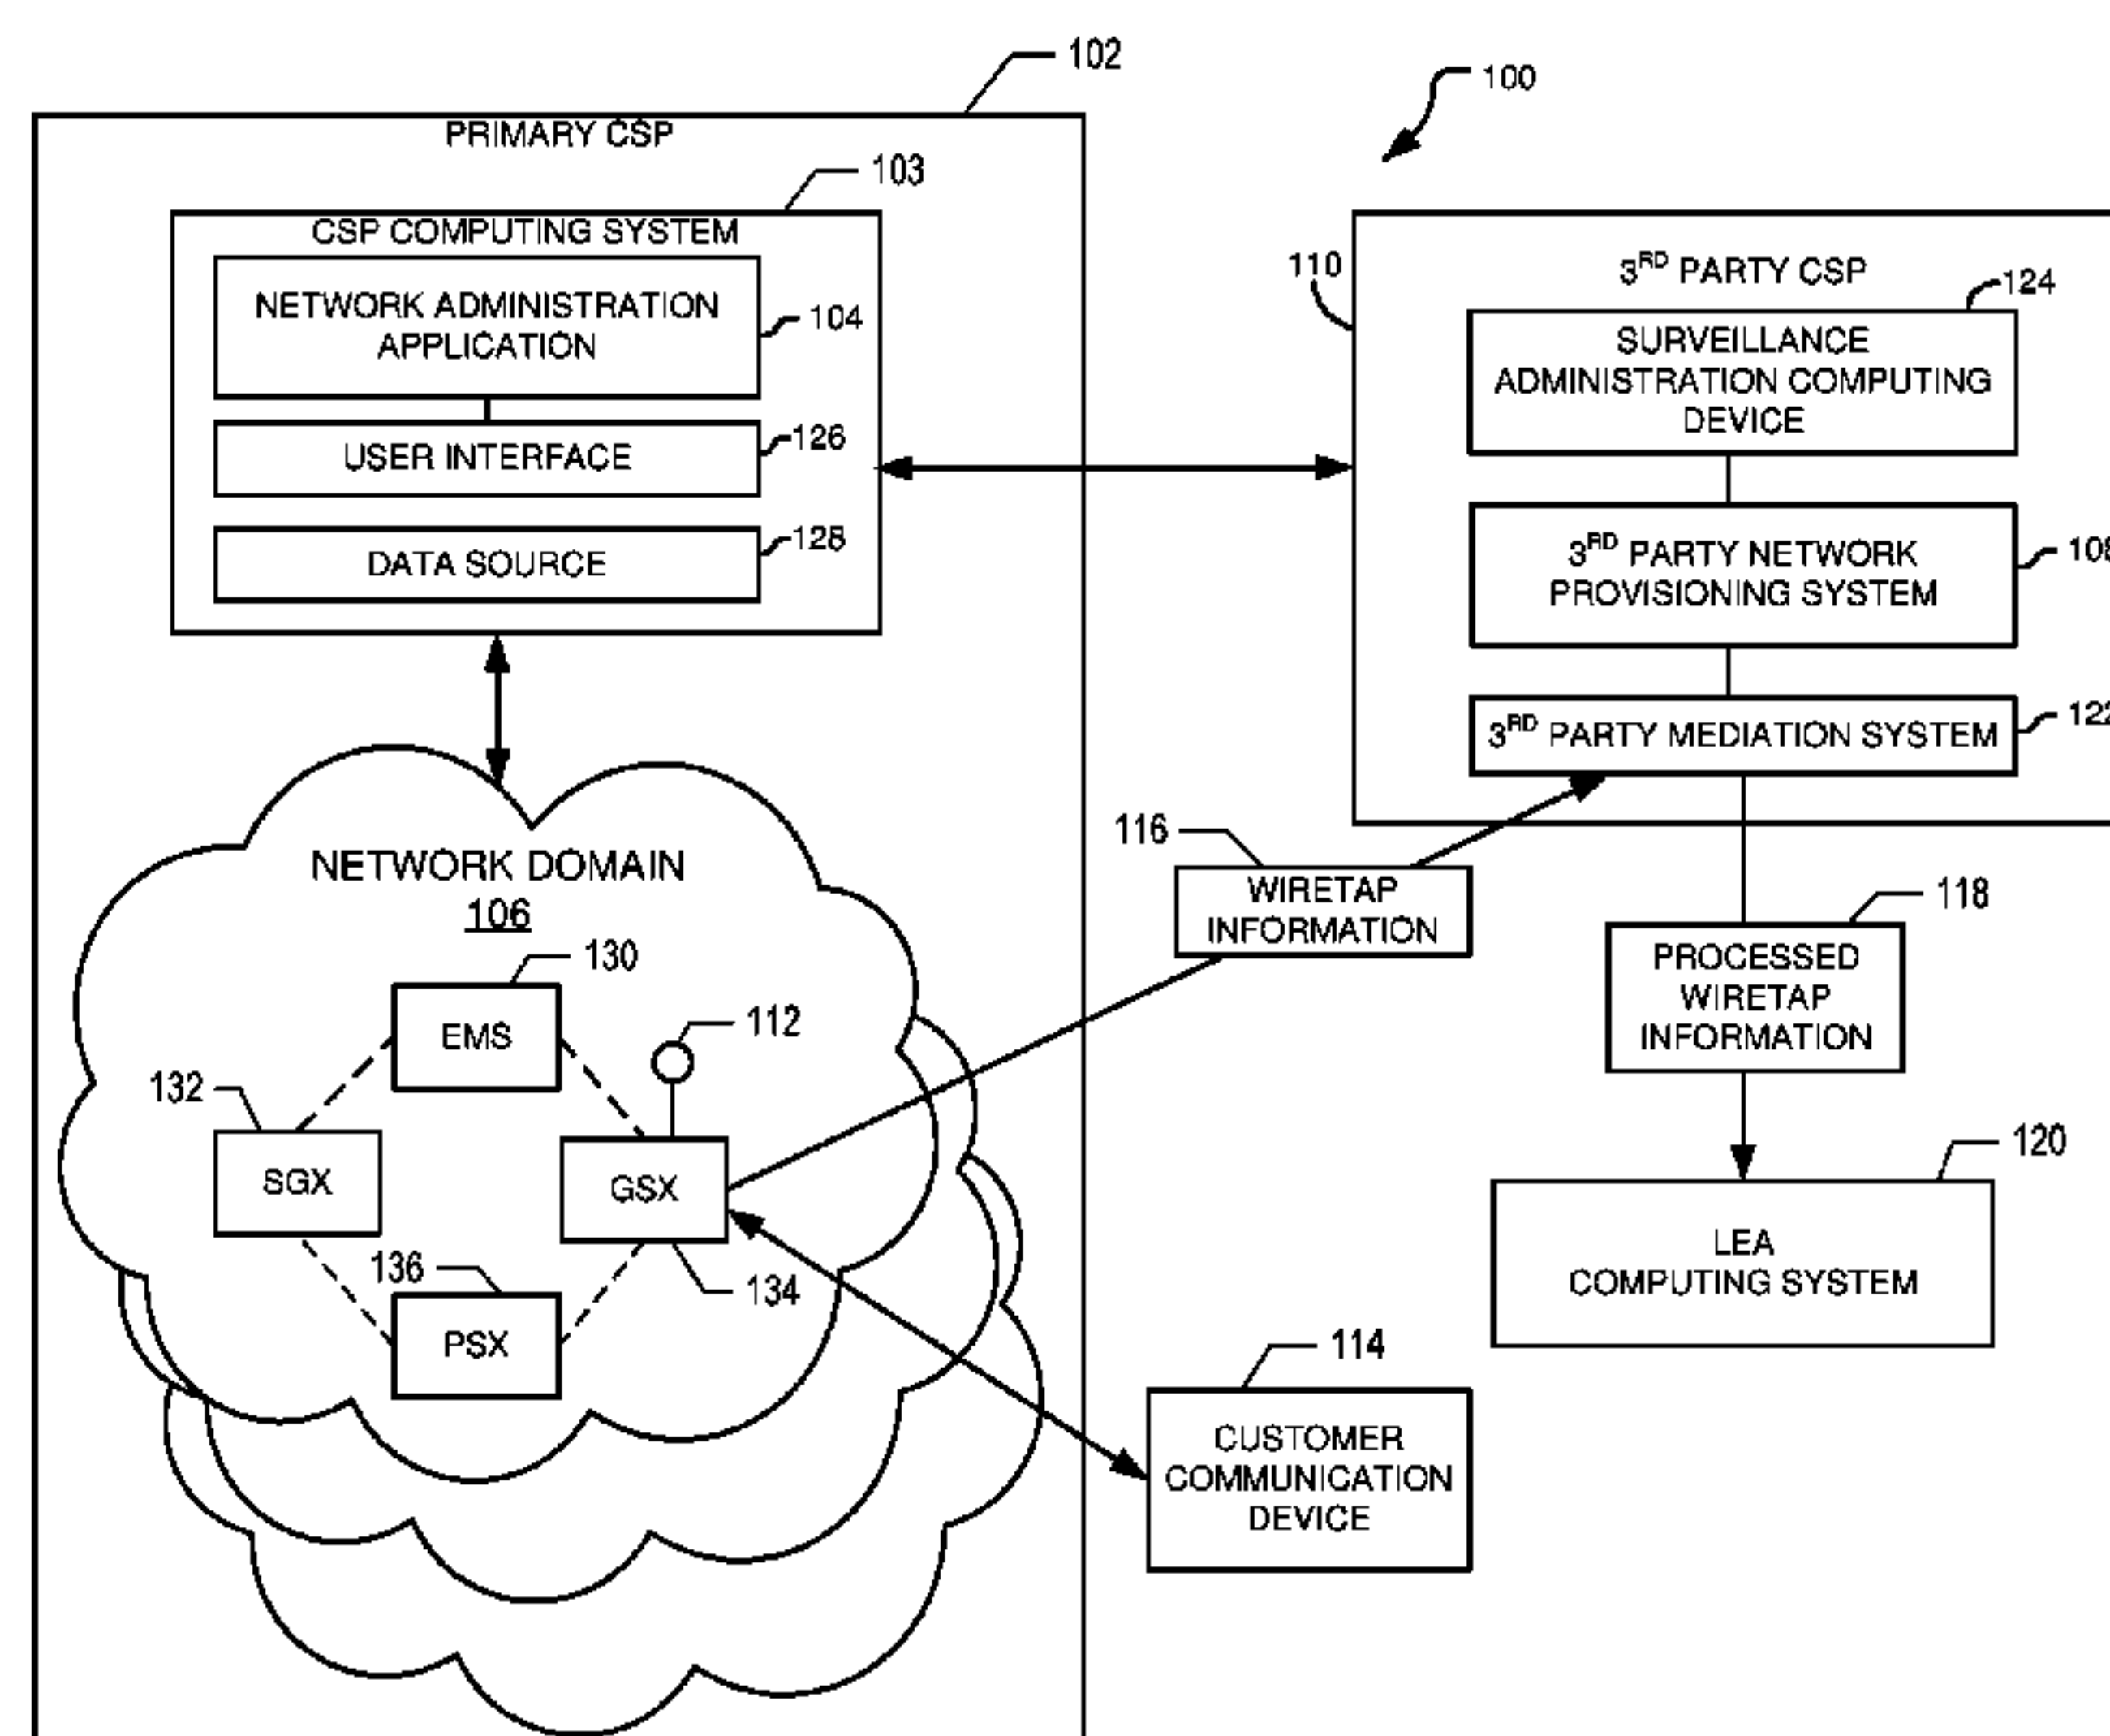 102
100
PRIMARY CSP
103
CSP COMPUTING SYSTEM
NETWORK ADMINISTRATION
APPLICATION
104
USER INTERFACE
126
DATA SOURCE
128
110
3RD PARTY CSP
124
SURVEILLANCE
ADMINISTRATION COMPUTING
DEVICE
3RD PARTY NETWORK
PROVISIONING SYSTEM
108
3RD PARTY MEDIATION SYSTEM
122
NETWORK DOMAIN
106
130
EMS
112
132
SGX
GSX
134
136
PSX
116
WIRETAP
INFORMATION
118
PROCESSED
WIRETAP
INFORMATION
120
LEA
COMPUTING SYSTEM
114
CUSTOMER
COMMUNICATION
DEVICE